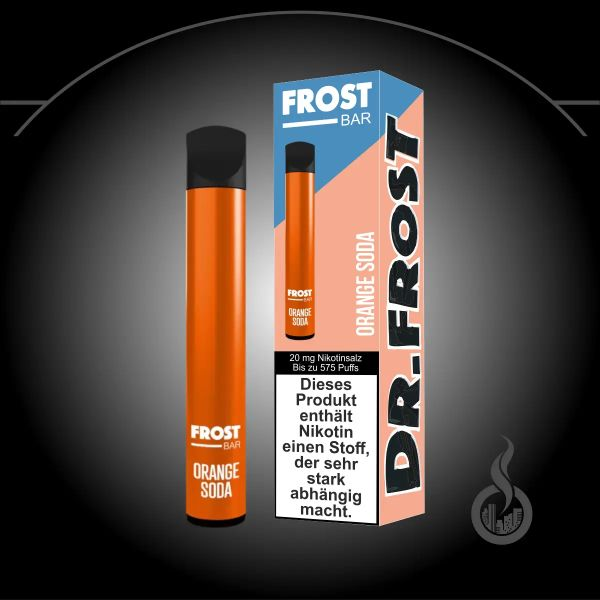 FROST
BAR
ORANGE
SODA
FROST
BAR
FROST
BAR
ORANGE
SODA
ORANGE SODA
20 mg Nikotinsalz
Bis zu 575 Puffs
Dieses
Produkt
enthält
Nikotin
einen Stoff,
der sehr
stark
abhängig
macht.
DR.FROST